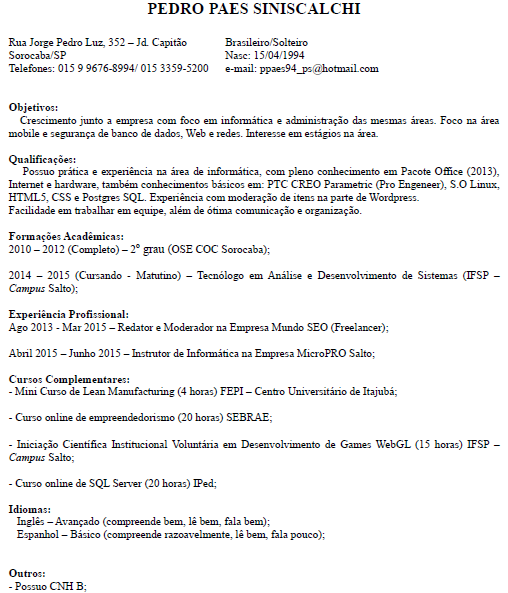 PEDRO PAES SINISCALCHI
Rua Jorge Pedro Luz, 352 – Jd. Capitão
Sorocaba/SP
Telefones: 015 9 9676-8994/ 015 3359-5200
Brasileiro/Solteiro
Nasc: 15/04/1994
e-mail: ppaes94_ps@hotmail.com
Objetivos:
Crescimento junto a empresa com foco em informática e administração das mesmas áreas. Foco na área
mobile e segurança de banco de dados, Web e redes. Interesse em estágios na área.
Qualificações:
Possuo prática e experiência na área de informática, com pleno conhecimento em Pacote Office (2013),
Internet e hardware, também conhecimentos básicos em: PTC CREO Parametric (Pro Engeneer), S.O Linux,
HTML5, CSS e Postgres SQL. Experiência com moderação de itens na parte de Wordpress.
Facilidade em trabalhar em equipe, além de ótima comunicação e organização.
Formações Acadêmicas:
2010 – 2012 (Completo) – 2º grau (OSE COC Sorocaba);
2014 – 2015 (Cursando - Matutino) – Tecnólogo em Análise e Desenvolvimento de Sistemas (IFSP –
Campus Salto);
Experiência Profissional:
Ago 2013 - Mar 2015 – Redator e Moderador na Empresa Mundo SEO (Freelancer);
Abril 2015 – Junho 2015 – Instrutor de Informática na Empresa MicroPRO Salto;
Cursos Complementares:
- Mini Curso de Lean Manufacturing (4 horas) FEPI – Centro Universitário de Itajubá;
- Curso online de empreendedorismo (20 horas) SEBRAE;
- Iniciação Científica Institucional Voluntária em Desenvolvimento de Games WebGL (15 horas) IFSP –
Campus Salto;
- Curso online de SQL Server (20 horas) IPed;
Idiomas:
Inglês – Avançado (compreende bem, lê bem, fala bem);
Espanhol – Básico (compreende razoavelmente, lê bem, fala pouco);
Outros:
- Possuo CNH B;